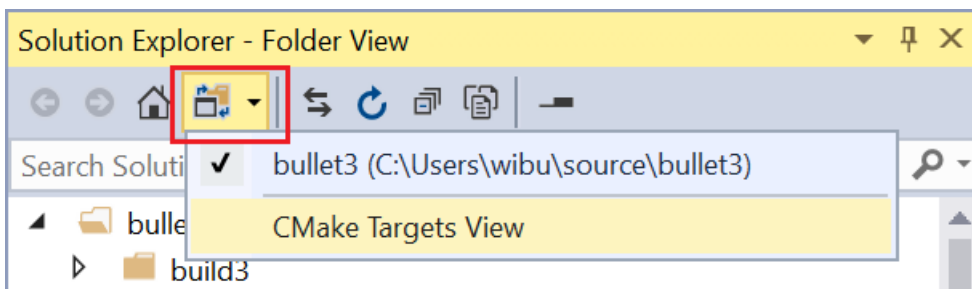 Solution Explorer - Folder View
Search Soluti
bullet3 (C:\Users\wibu\source\bullet3)
bulle
CMake Targets View
build3